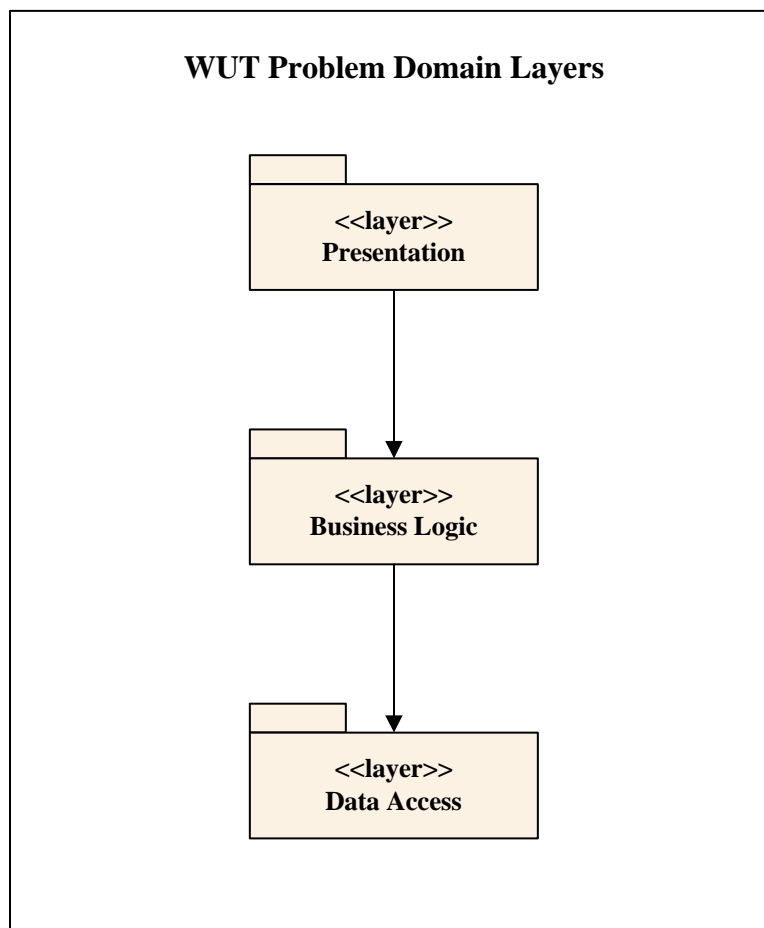 WUT Problem Domain Layers
<<layer>>
Presentation
<<layer>>
Business Logic
<<layer>>
Data Access